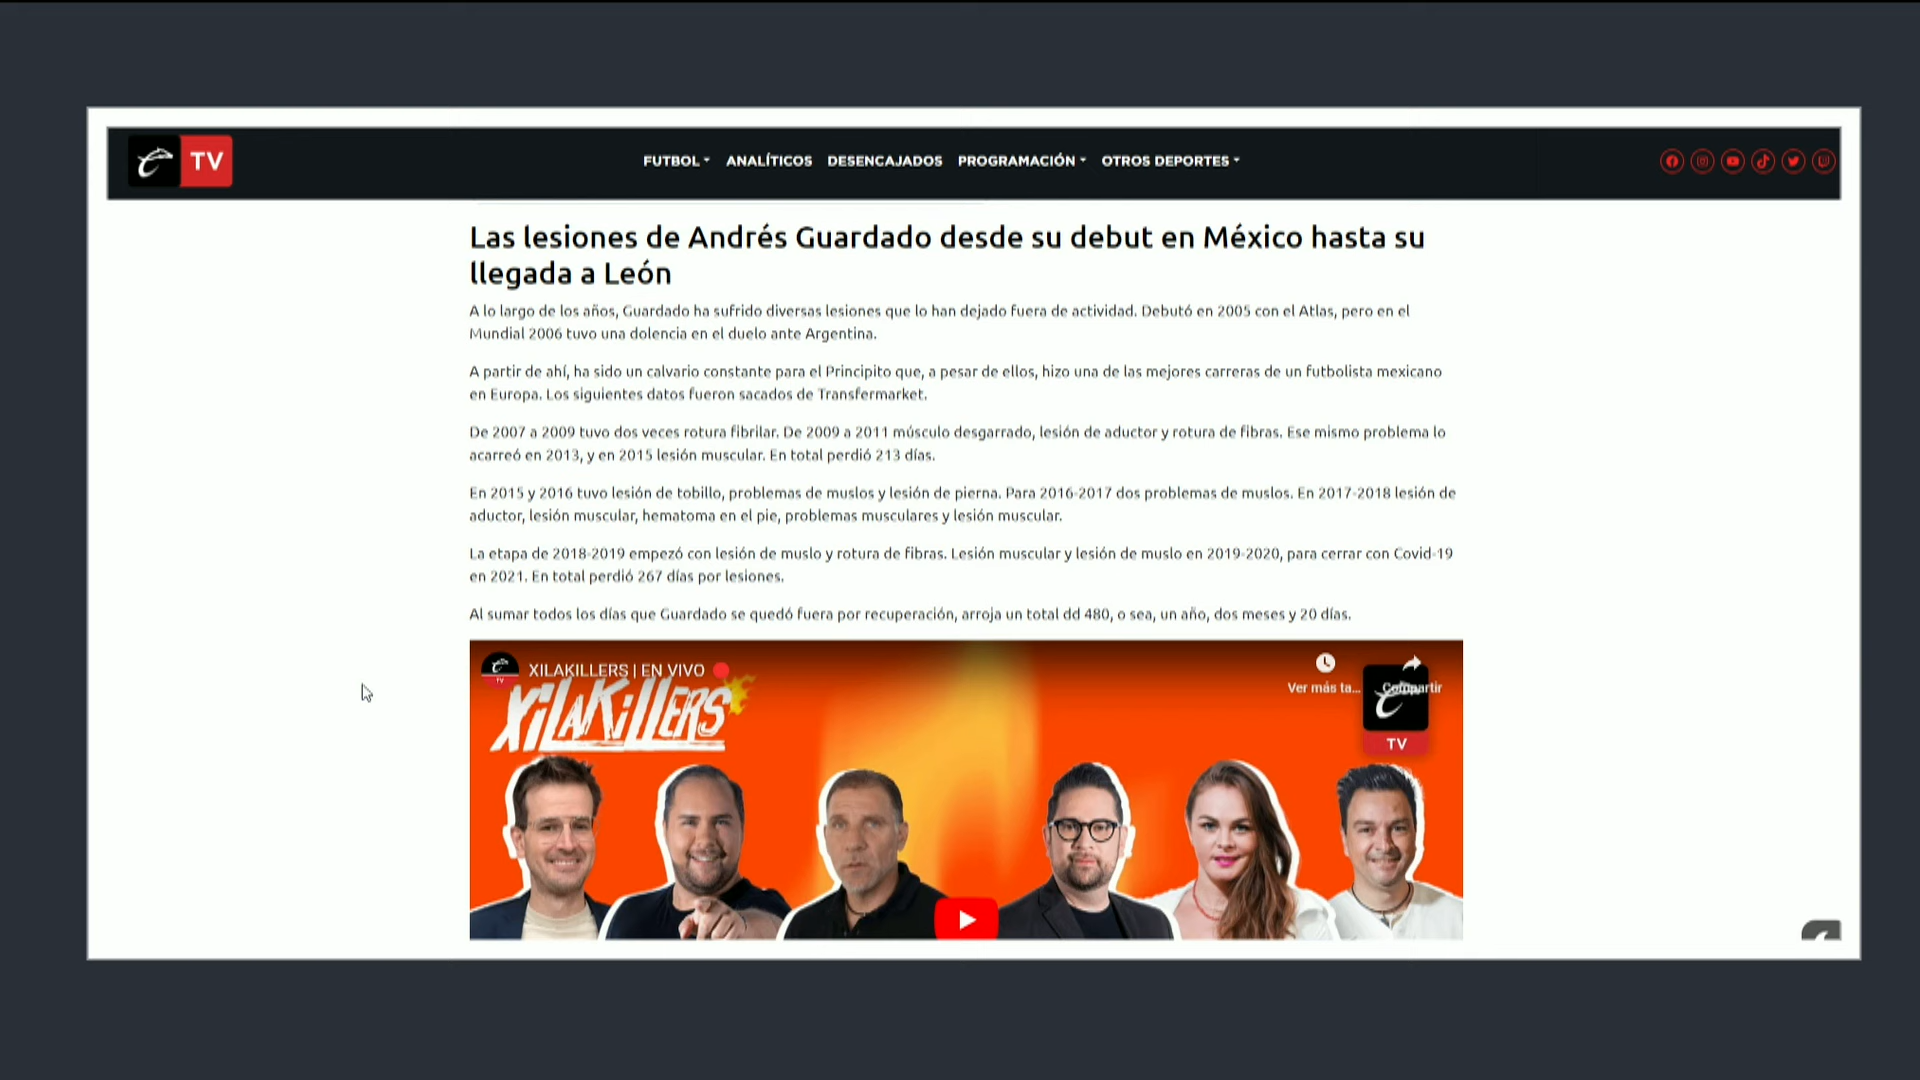 TV
FUTBOL
ANALÍTICOS
DESENCAJADOS
PROGRAMACIÓN
OTROS DEPORTES
Las lesiones de Andrés Guardado desde su debut en México hasta su
llegada a León
A lo largo de los años, Guardado ha sufrido diversas lesiones que lo han dejado fuera de actividad. Debutó en 2005 con el Atlas, pero en el
Mundial 2006 tuvo una dolencia en el duelo ante Argentina.
A partir de ahí, ha sido un calvario constante para el Principito que, a pesar de ellos, hizo una de las mejores carreras de un futbolista mexicano
en Europa. Los siguientes datos fueron sacados de Transfermarket.
De 2007 a 2009 tuvo dos veces rotura fibrilar. De 2009 a 2011 músculo desgarrado, lesión de aductor y rotura de fibras. Ese mismo problema lo
acarreó en 2013, y en 2015 lesión muscular. En total perdió 213 días.
En 2015 y 2016 tuvo lesión de tobillo, problemas de muslos y lesión de pierna. Para 2016-2017 dos problemas de muslos. En 2017-2018 lesión de
aductor, lesión muscular, hematoma en el pie, problemas musculares y lesión muscular.
La etapa de 2018-2019 empezó con lesión de muslo y rotura de fibras. Lesión muscular y lesión de muslo en 2019-2020, para cerrar con Covid-19
en 2021. En total perdió 267 días por lesiones.
Al sumar todos los días que Guardado se quedó fuera por recuperación, arroja un total dd 480, o sea, un año, dos meses y 20 días.
TV
XILAKILLERS | EN VIVO
Ver más ta...
Compartir
XiLAKiLLERS
TV